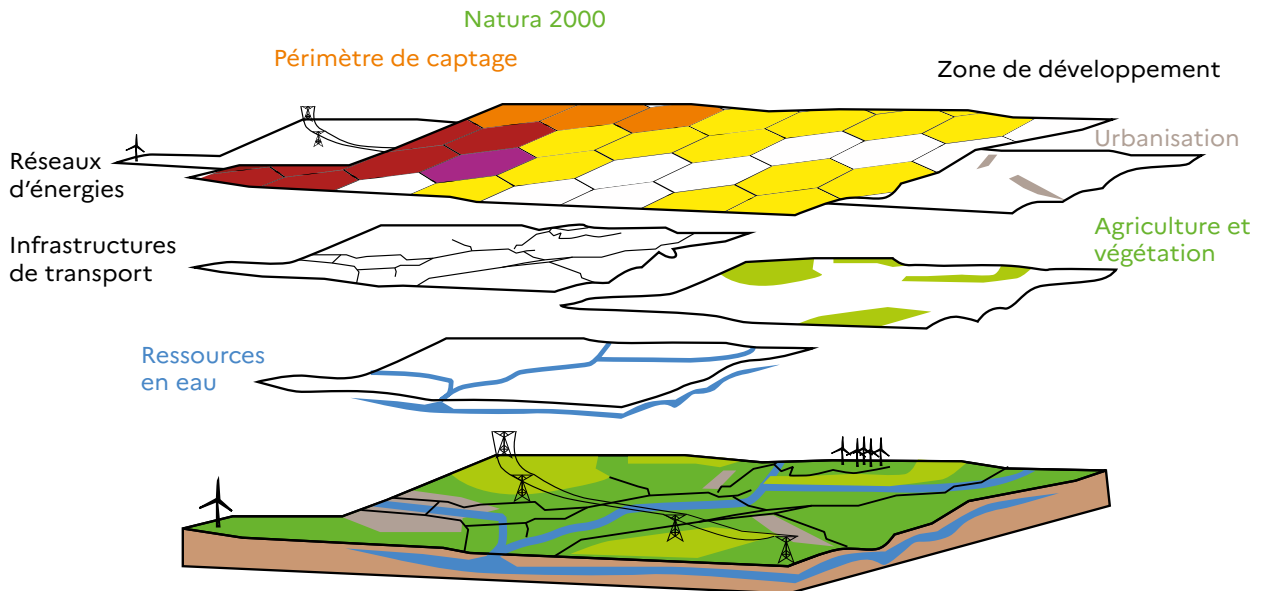 Natura 2000
Périmètre de captage
Zone de développement
Urbanisation
Réseaux
d'énergies
Infrastructures
de transport
Agriculture et
végétation
Ressources
en eau